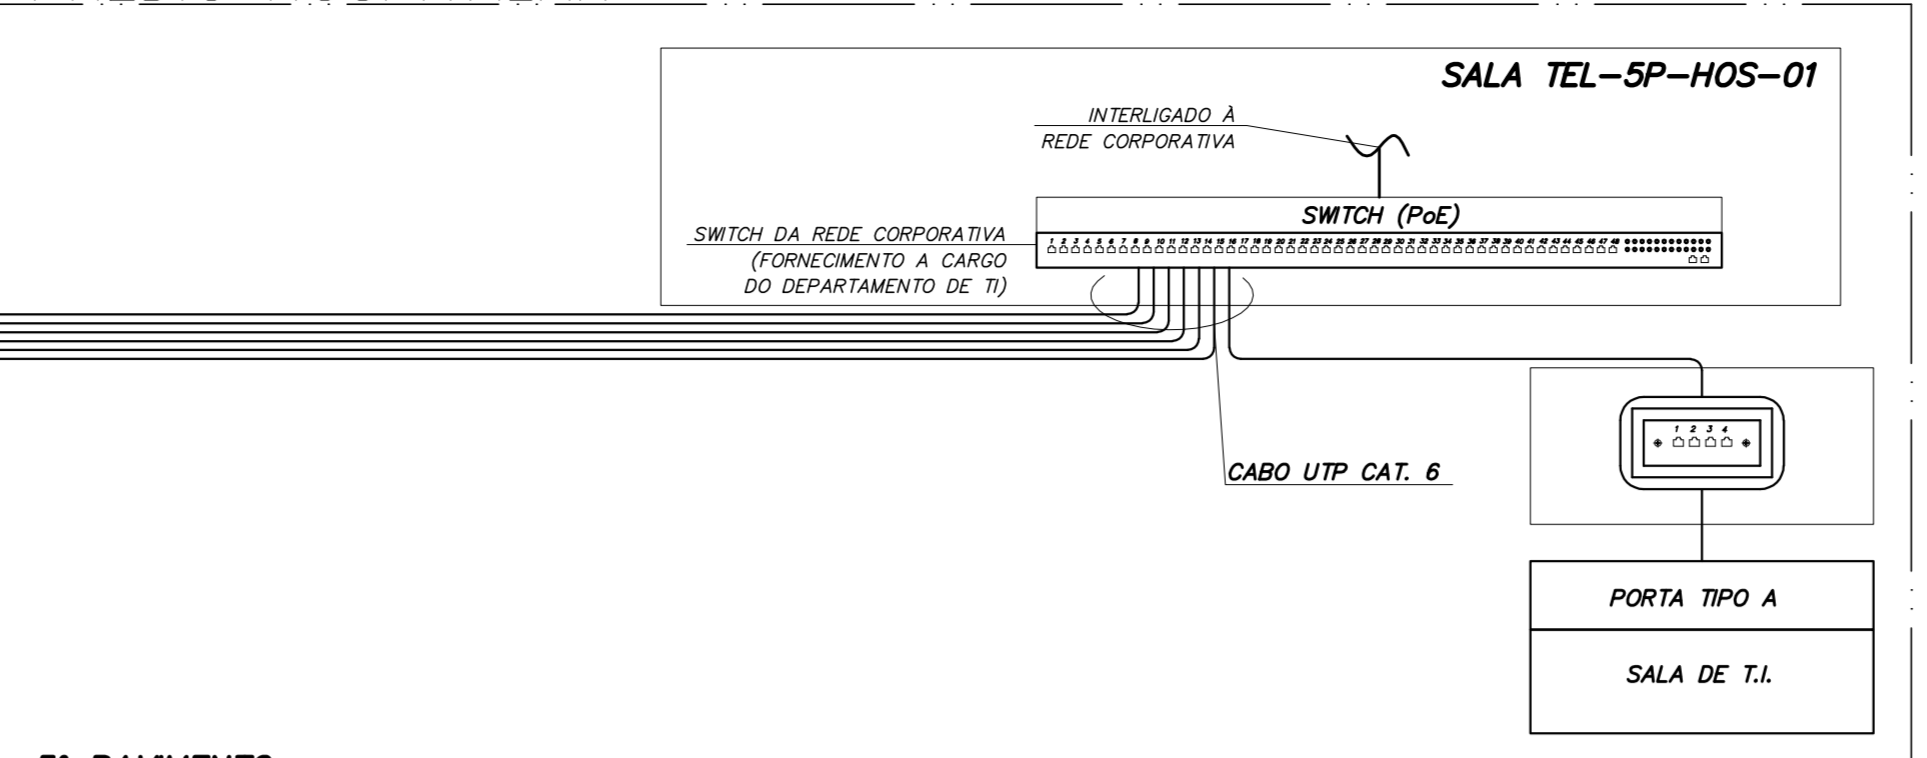 SALA TEL-5P-HOS-01
INTERLIGADO À
REDE CORPORATIVA
SWITCH (PoE)
SWITCH DA REDE CORPORATIVA
(FORNECIMENTO A CARGO
DO DEPARTAMENTO DE TI)
1 2 3 4 5 6 7 8 9 10 11 12 13 14 15 16 17 18 19 20 21 22 23 24 25 26 27 28 29 30 31 32 33 34 35 36 37 38 39 40 41 42 43 44 45 46 47 48
1 2 3 4
CABO UTP CAT. 6
PORTA TIPO A
SALA DE T.I.